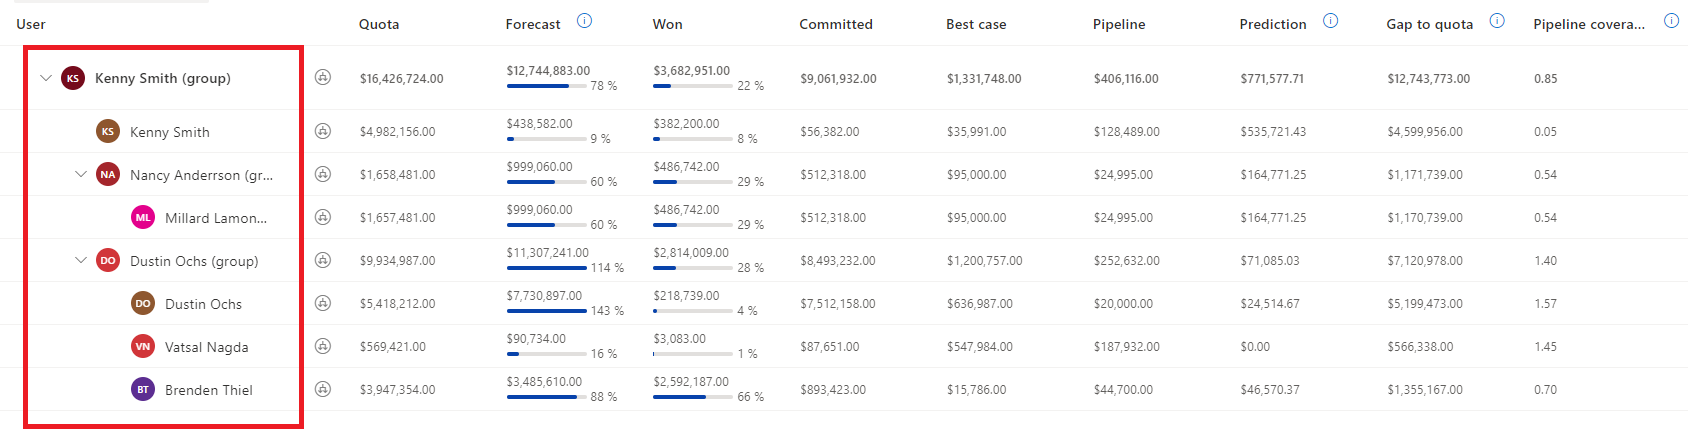 User Quota Forecast Won Committed Best case Pipeline Prediction Gap to quota Pipeline covera...
KS Kenny Smith (group) $16,426,724.00 $12,744,883.00 78 % $3,682,951.00 22 % $9,061,932.00 $1,331,748.00 $406,116.00 $771,577.71 $12,743,773.00 0.85
KS Kenny Smith $4,982,156.00 $438,582.00 9 % $382,200.00 8 % $56,382.00 $35,991.00 $128,489.00 $535,721.43 $4,599,956.00 0.05
NA Nancy Anderrson (gr... $1,658,481.00 $999,060.00 60 % $486,742.00 29 % $512,318.00 $95,000.00 $24,995.00 $164,771.25 $1,171,739.00 0.54
ML Millard Lamon... $1,657,481.00 $999,060.00 60 % $486,742.00 29 % $512,318.00 $95,000.00 $24,995.00 $164,771.25 $1,170,739.00 0.54
DO Dustin Ochs (group) $9,934,987.00 $11,307,241.00 114 % $2,814,009.00 28 % $8,493,232.00 $1,200,757.00 $252,632.00 $71,085.03 $7,120,978.00 1.40
DO Dustin Ochs $5,418,212.00 $7,730,897.00 143 % $218,739.00 4 % $7,512,158.00 $636,987.00 $20,000.00 $24,514.67 $5,199,473.00 1.57
VN Vatsal Nagda $569,421.00 $90,734.00 16 % $3,083.00 1 % $87,651.00 $547,984.00 $187,932.00 $0.00 $566,338.00 1.45
BT Brenden Thiel $3,947,354.00 $3,485,610.00 88 % $2,592,187.00 66 % $893,423.00 $15,786.00 $44,700.00 $46,570.37 $1,355,167.00 0.70